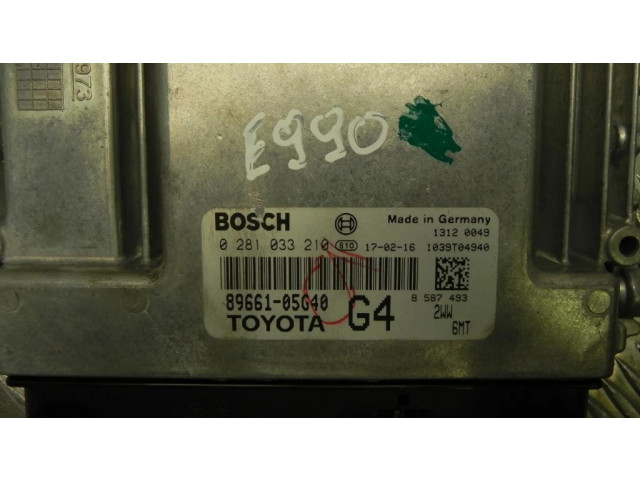 973
E990
BOSCH Made in Germany
1312 0049
0 281 033 210 810 17-02-16 1039T04940
89661-05G40 G4 8 587 493
TOYOTA 2WW
6MT